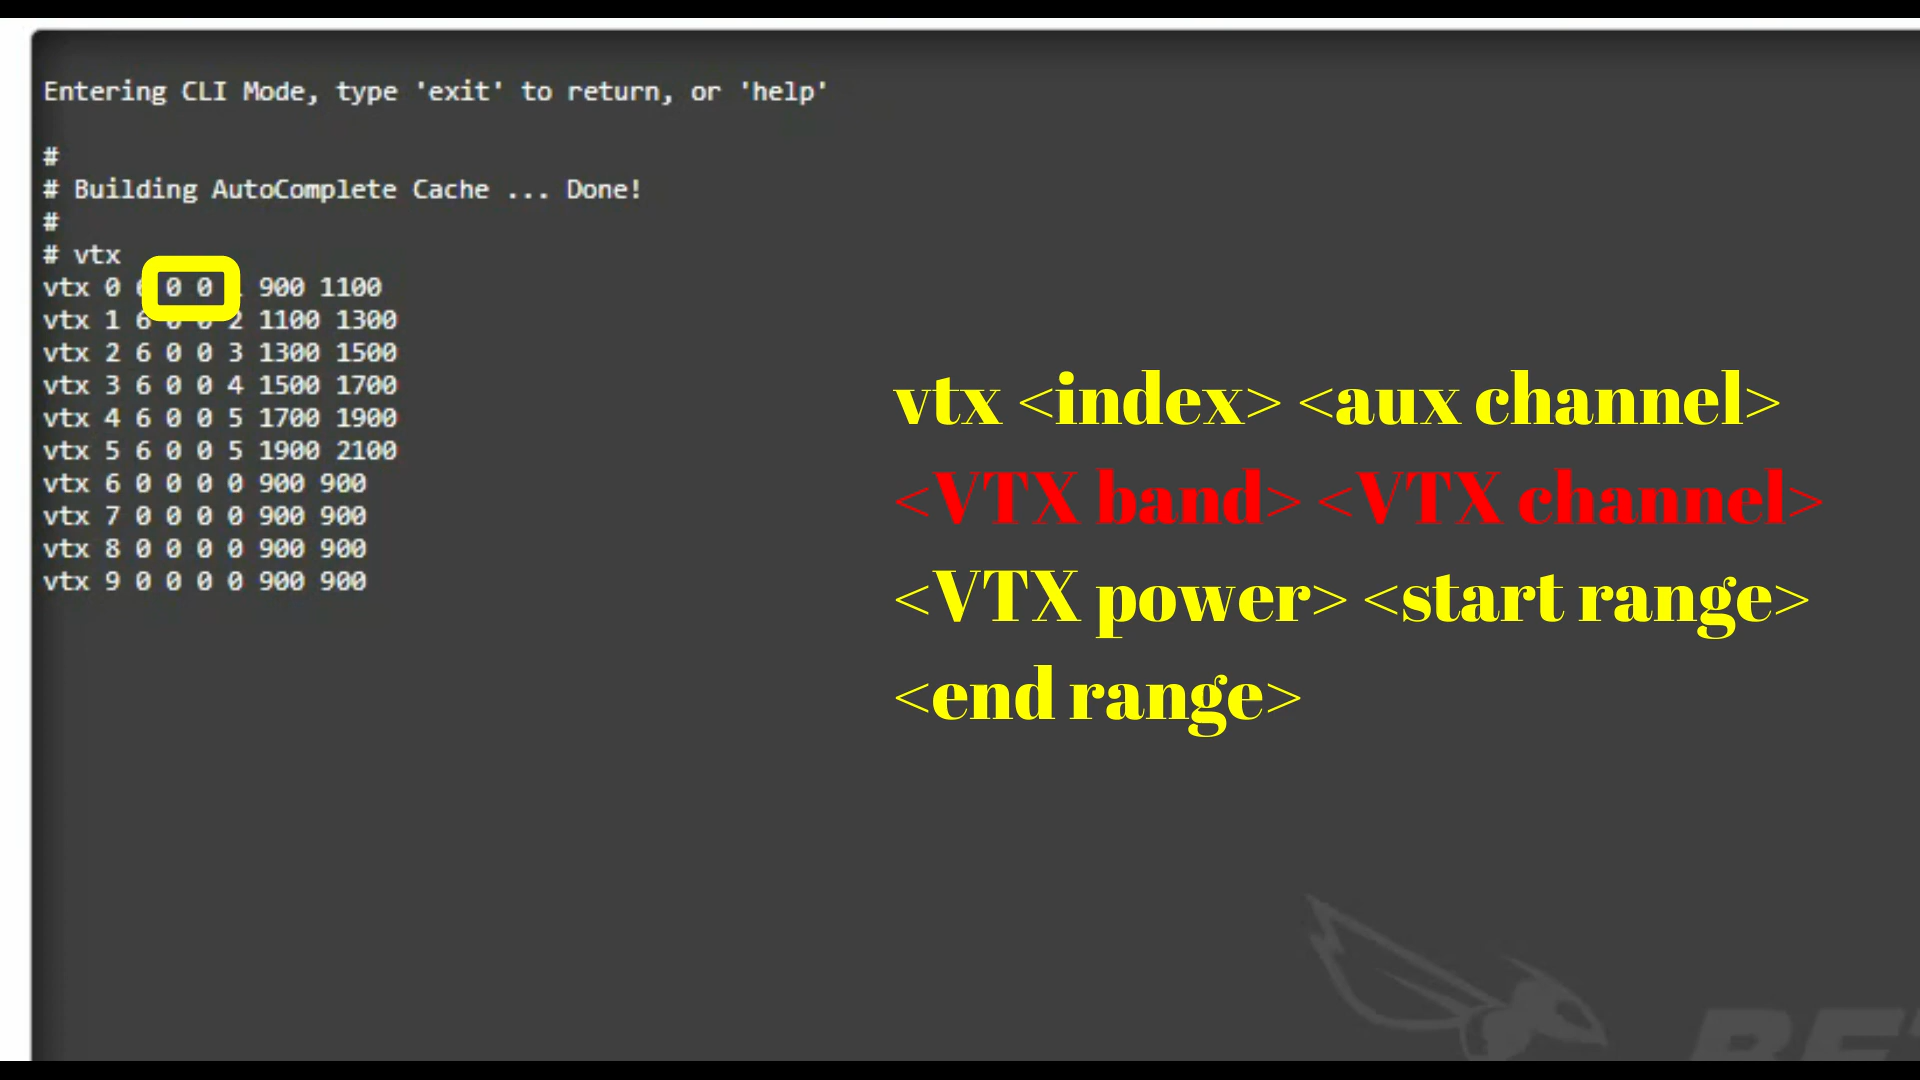 Entering CLI Mode, type 'exit' to return, or 'help'
#
# Building AutoComplete Cache ... Done!
#
# vtx
vtx 0 0 0 900 1100
vtx 1 6 0 0 2 1100 1300
vtx 2 6 0 0 3 1300 1500
vtx 3 6 0 0 4 1500 1700
vtx 4 6 0 0 5 1700 1900
vtx 5 6 0 0 5 1900 2100
vtx 6 0 0 0 0 900 900
vtx 7 0 0 0 0 900 900
vtx 8 0 0 0 0 900 900
vtx 9 0 0 0 0 900 900
vtx <index> <aux channel>
<VTX band> <VTX channel>
<VTX power> <start range>
<end range>